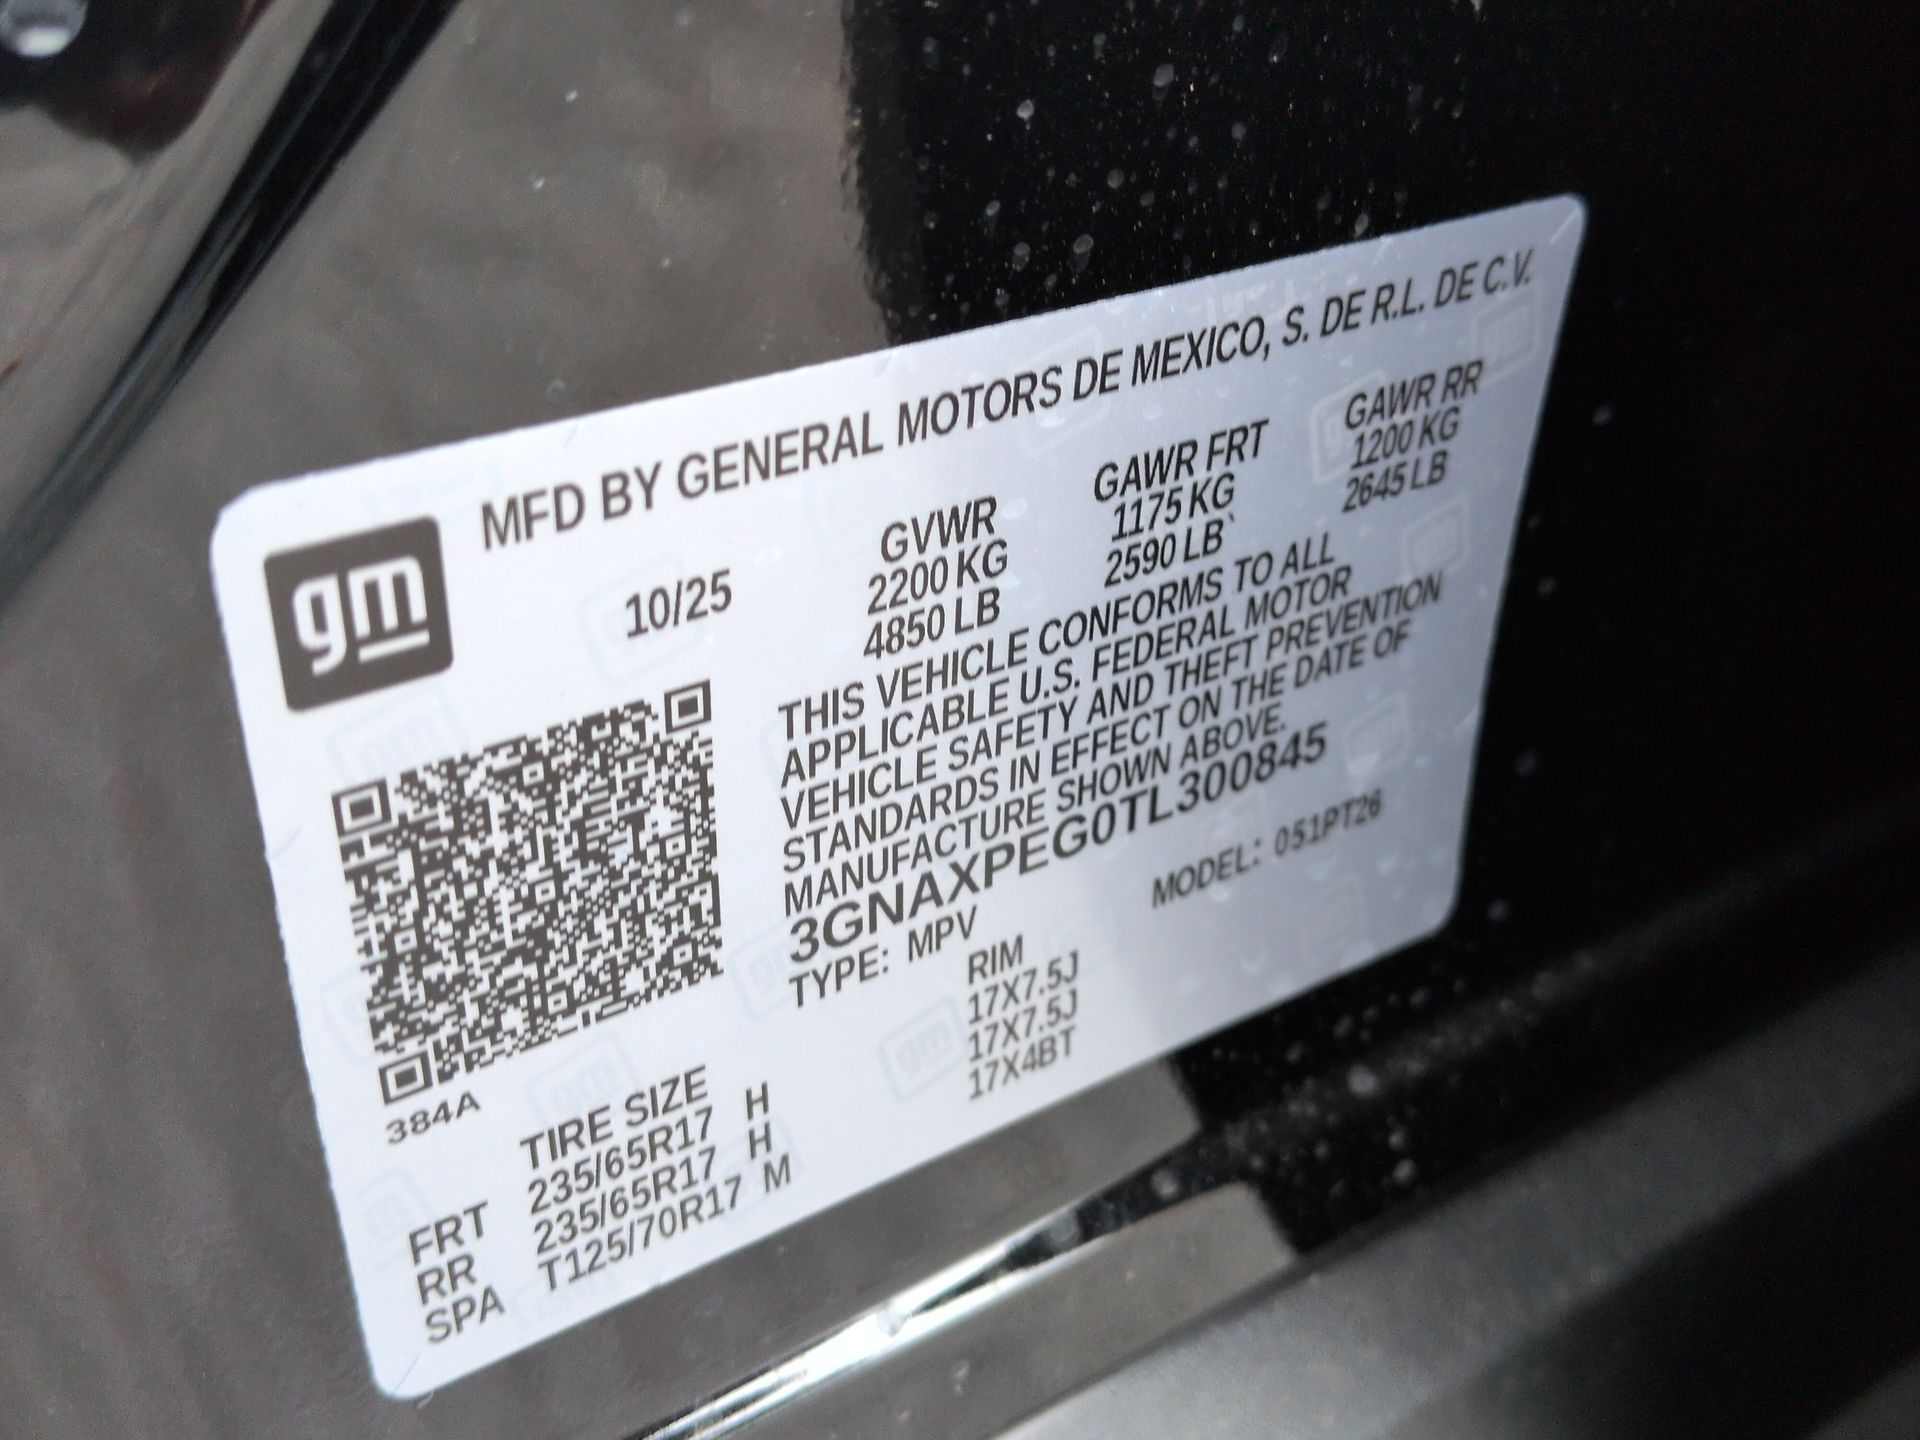 MFD BY GENERAL MOTORS DE MEXICO, S. DE R.L. DE C.V.
gm
10/25
GVWR
2200 KG
4850 LB
GAWR FRT
1175 KG
2590 LB
GAWR RR
1200 KG
2645 LB
THIS VEHICLE CONFORMS TO ALL
APPLICABLE U.S. FEDERAL MOTOR
VEHICLE SAFETY AND THEFT PREVENTION
STANDARDS IN EFFECT ON THE DATE OF
MANUFACTURE SHOWN ABOVE.
3GNAXPEG0TL300845
TYPE: MPV
MODEL: 051PT26
384A
TIRE SIZE
RIM
FRT 235/65R17 H 17X7.5J
RR 235/65R17 H 17X7.5J
SPA T125/70R17 M 17X4BT